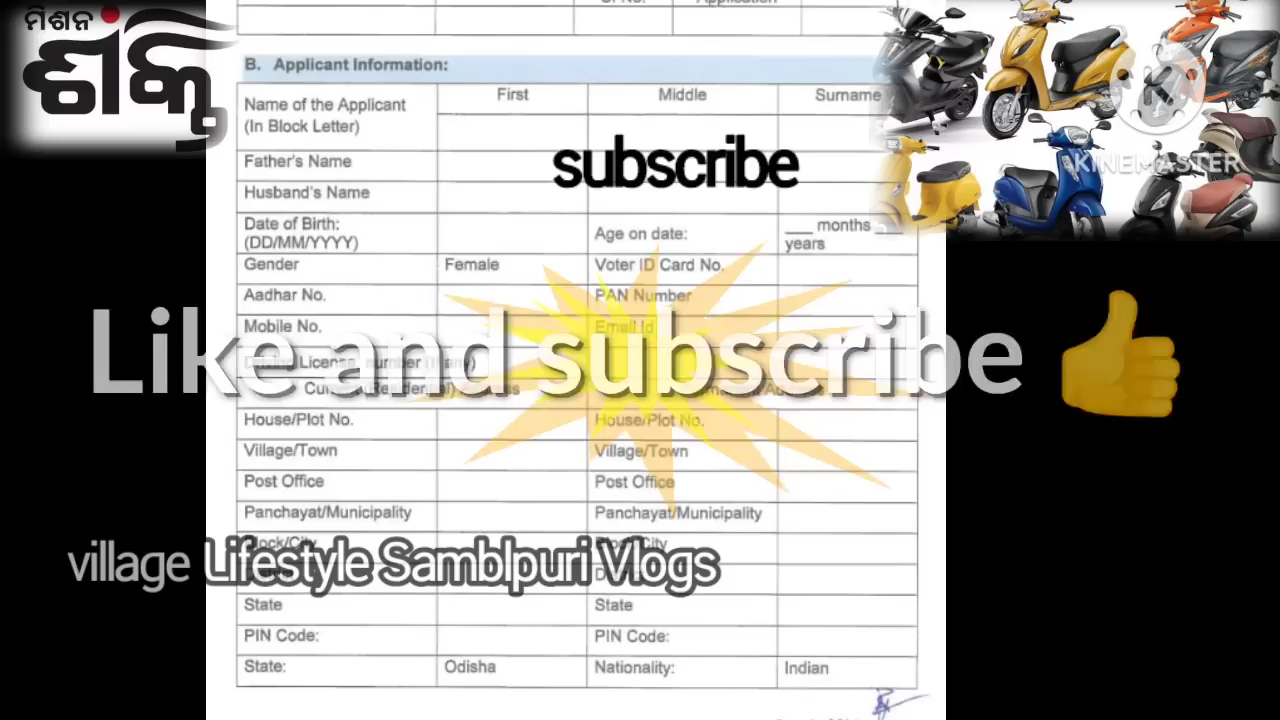 ମିଶନ
ଶକ୍ତି
Application
B. Applicant Information:
Name of the Applicant
(In Block Letter)
First
Middle
Surname
Father's Name
Husband's Name
subscribe
KINEMASTER
Date of Birth:
(DD/MM/YYYY)
Age on date:
___ months ___
years
Gender
Female
Voter ID Card No.
Aadhar No.
PAN Number
Mobile No.
Email Id
Like and subscribe
House/Plot No.
House/Plot No.
Village/Town
Village/Town
Post Office
Post Office
Panchayat/Municipality
Panchayat/Municipality
village Lifestyle Samblpuri Vlogs
State
State
PIN Code:
PIN Code:
State:
Odisha
Nationality:
Indian